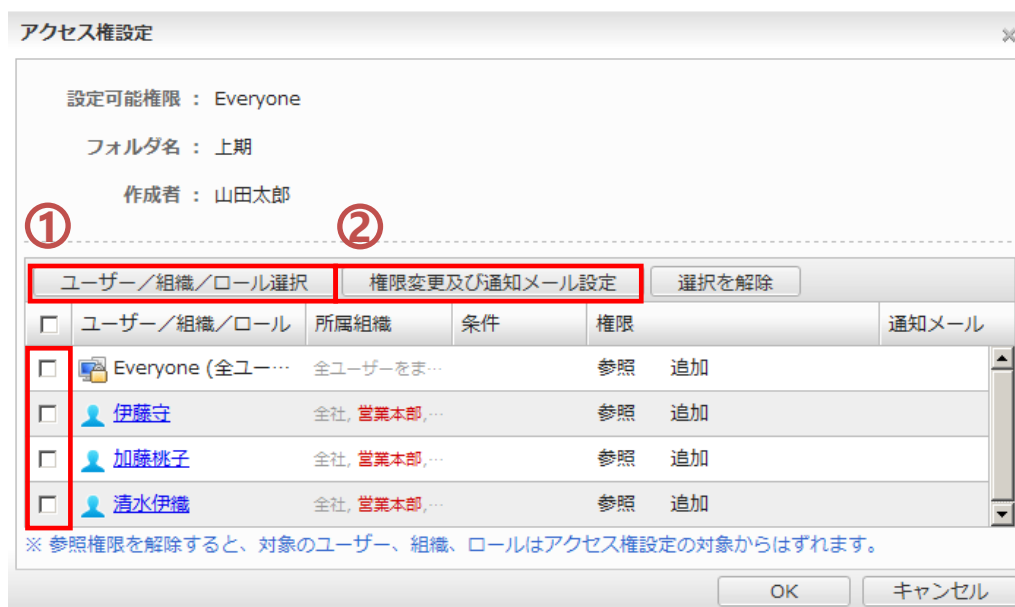 アクセス権設定
設定可能権限 : Everyone
フォルダ名 : 上期
作成者 : 山田太郎
① ②
ユーザー／組織／ロール選択 権限変更及び通知メール設定 選択を解除
ユーザー／組織／ロール 所属組織 条件 権限 通知メール
Everyone (全ユー… 全ユーザーをま… 参照 追加
伊藤守 全社, 営業本部,… 参照 追加
加藤桃子 全社, 営業本部,… 参照 追加
清水伊織 全社, 営業本部,… 参照 追加
※ 参照権限を解除すると、対象のユーザー、組織、ロールはアクセス権設定の対象からはずれます。
OK キャンセル